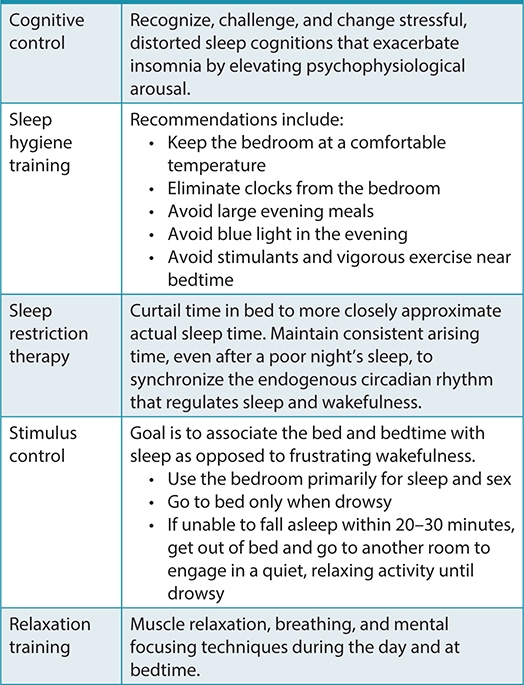 Cognitive control
Recognize, challenge, and change stressful,
distorted sleep cognitions that exacerbate
insomnia by elevating psychophysiological
arousal.
Sleep
hygiene
training
Recommendations include:
• Keep the bedroom at a comfortable
temperature
• Eliminate clocks from the bedroom
• Avoid large evening meals
• Avoid blue light in the evening
• Avoid stimulants and vigorous exercise near
bedtime
Sleep
restriction
therapy
Curtail time in bed to more closely approximate
actual sleep time. Maintain consistent arising
time, even after a poor night’s sleep, to
synchronize the endogenous circadian rhythm
that regulates sleep and wakefulness.
Stimulus
control
Goal is to associate the bed and bedtime with
sleep as opposed to frustrating wakefulness.
• Use the bedroom primarily for sleep and sex
• Go to bed only when drowsy
• If unable to fall asleep within 20–30 minutes,
get out of bed and go to another room to
engage in a quiet, relaxing activity until
drowsy
Relaxation
training
Muscle relaxation, breathing, and mental
focusing techniques during the day and at
bedtime.